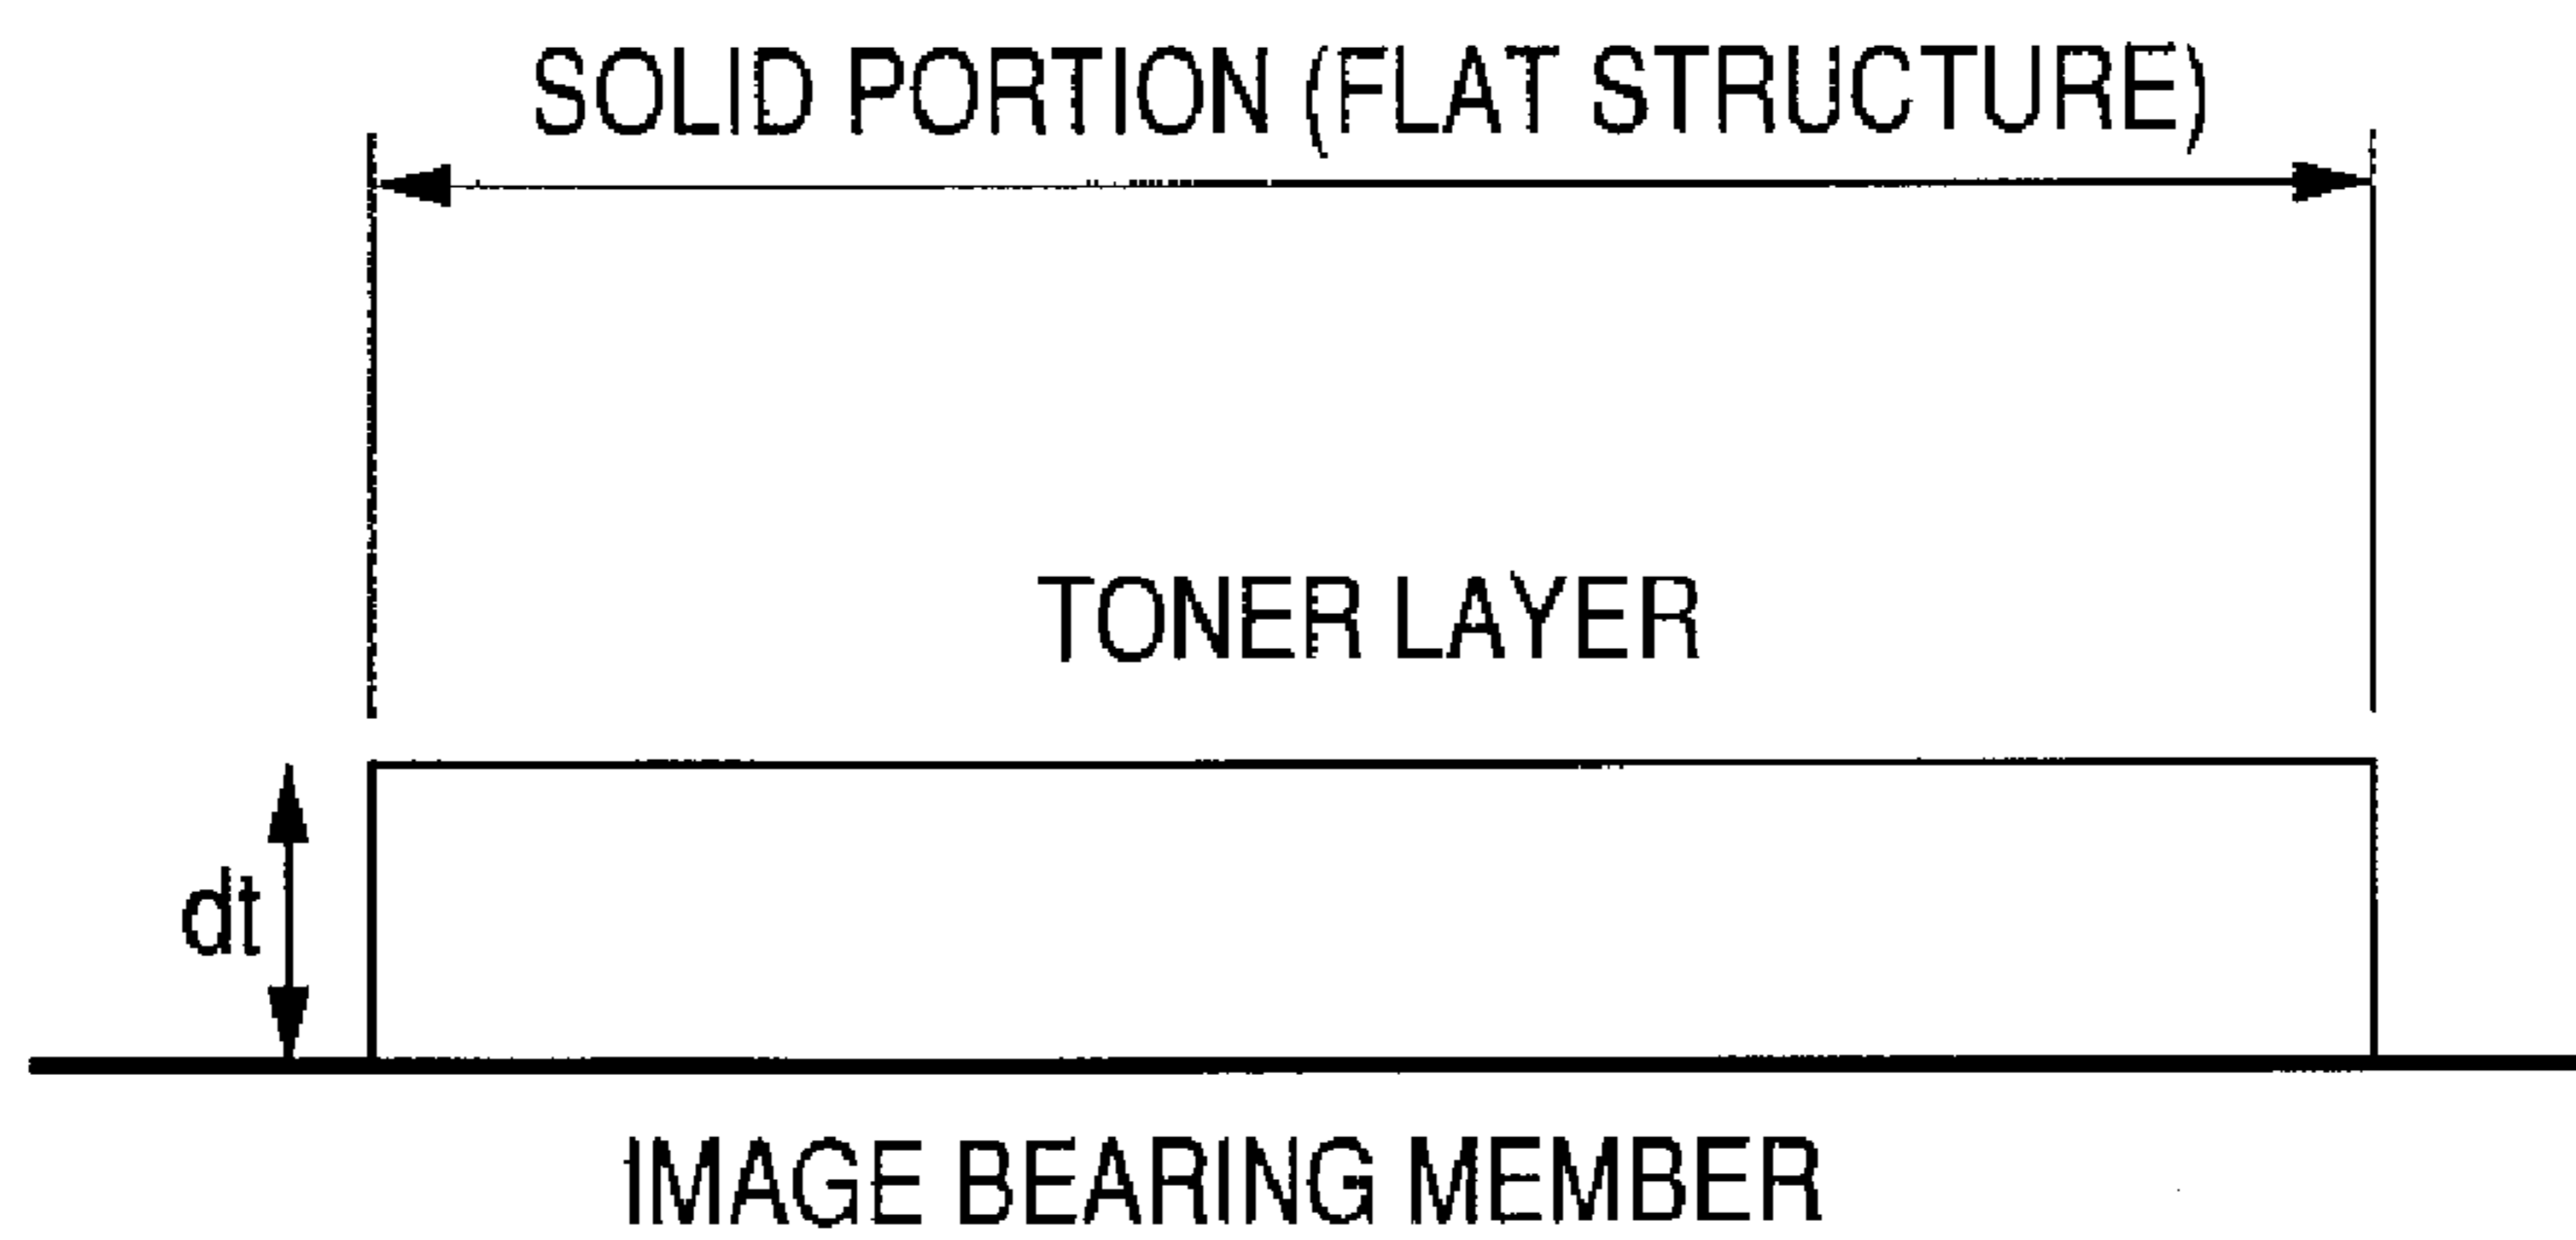 SOLID PORTION (FLAT STRUCTURE)
TONER LAYER
dt
IMAGE BEARING MEMBER